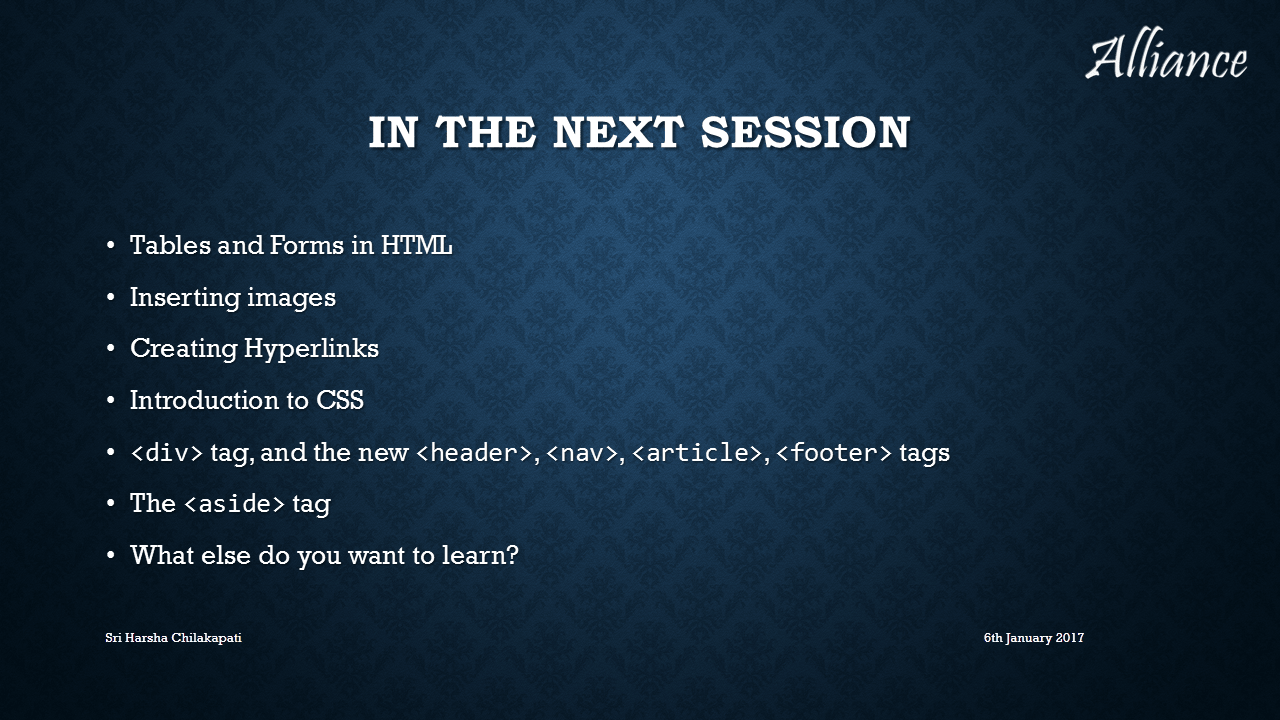 Alliance
IN THE NEXT SESSION
• Tables and Forms in HTML
• Inserting images
• Creating Hyperlinks
• Introduction to CSS
• <div> tag, and the new <header>, <nav>, <article>, <footer> tags
• The <aside> tag
• What else do you want to learn?
Sri Harsha Chilakapati
6th January 2017